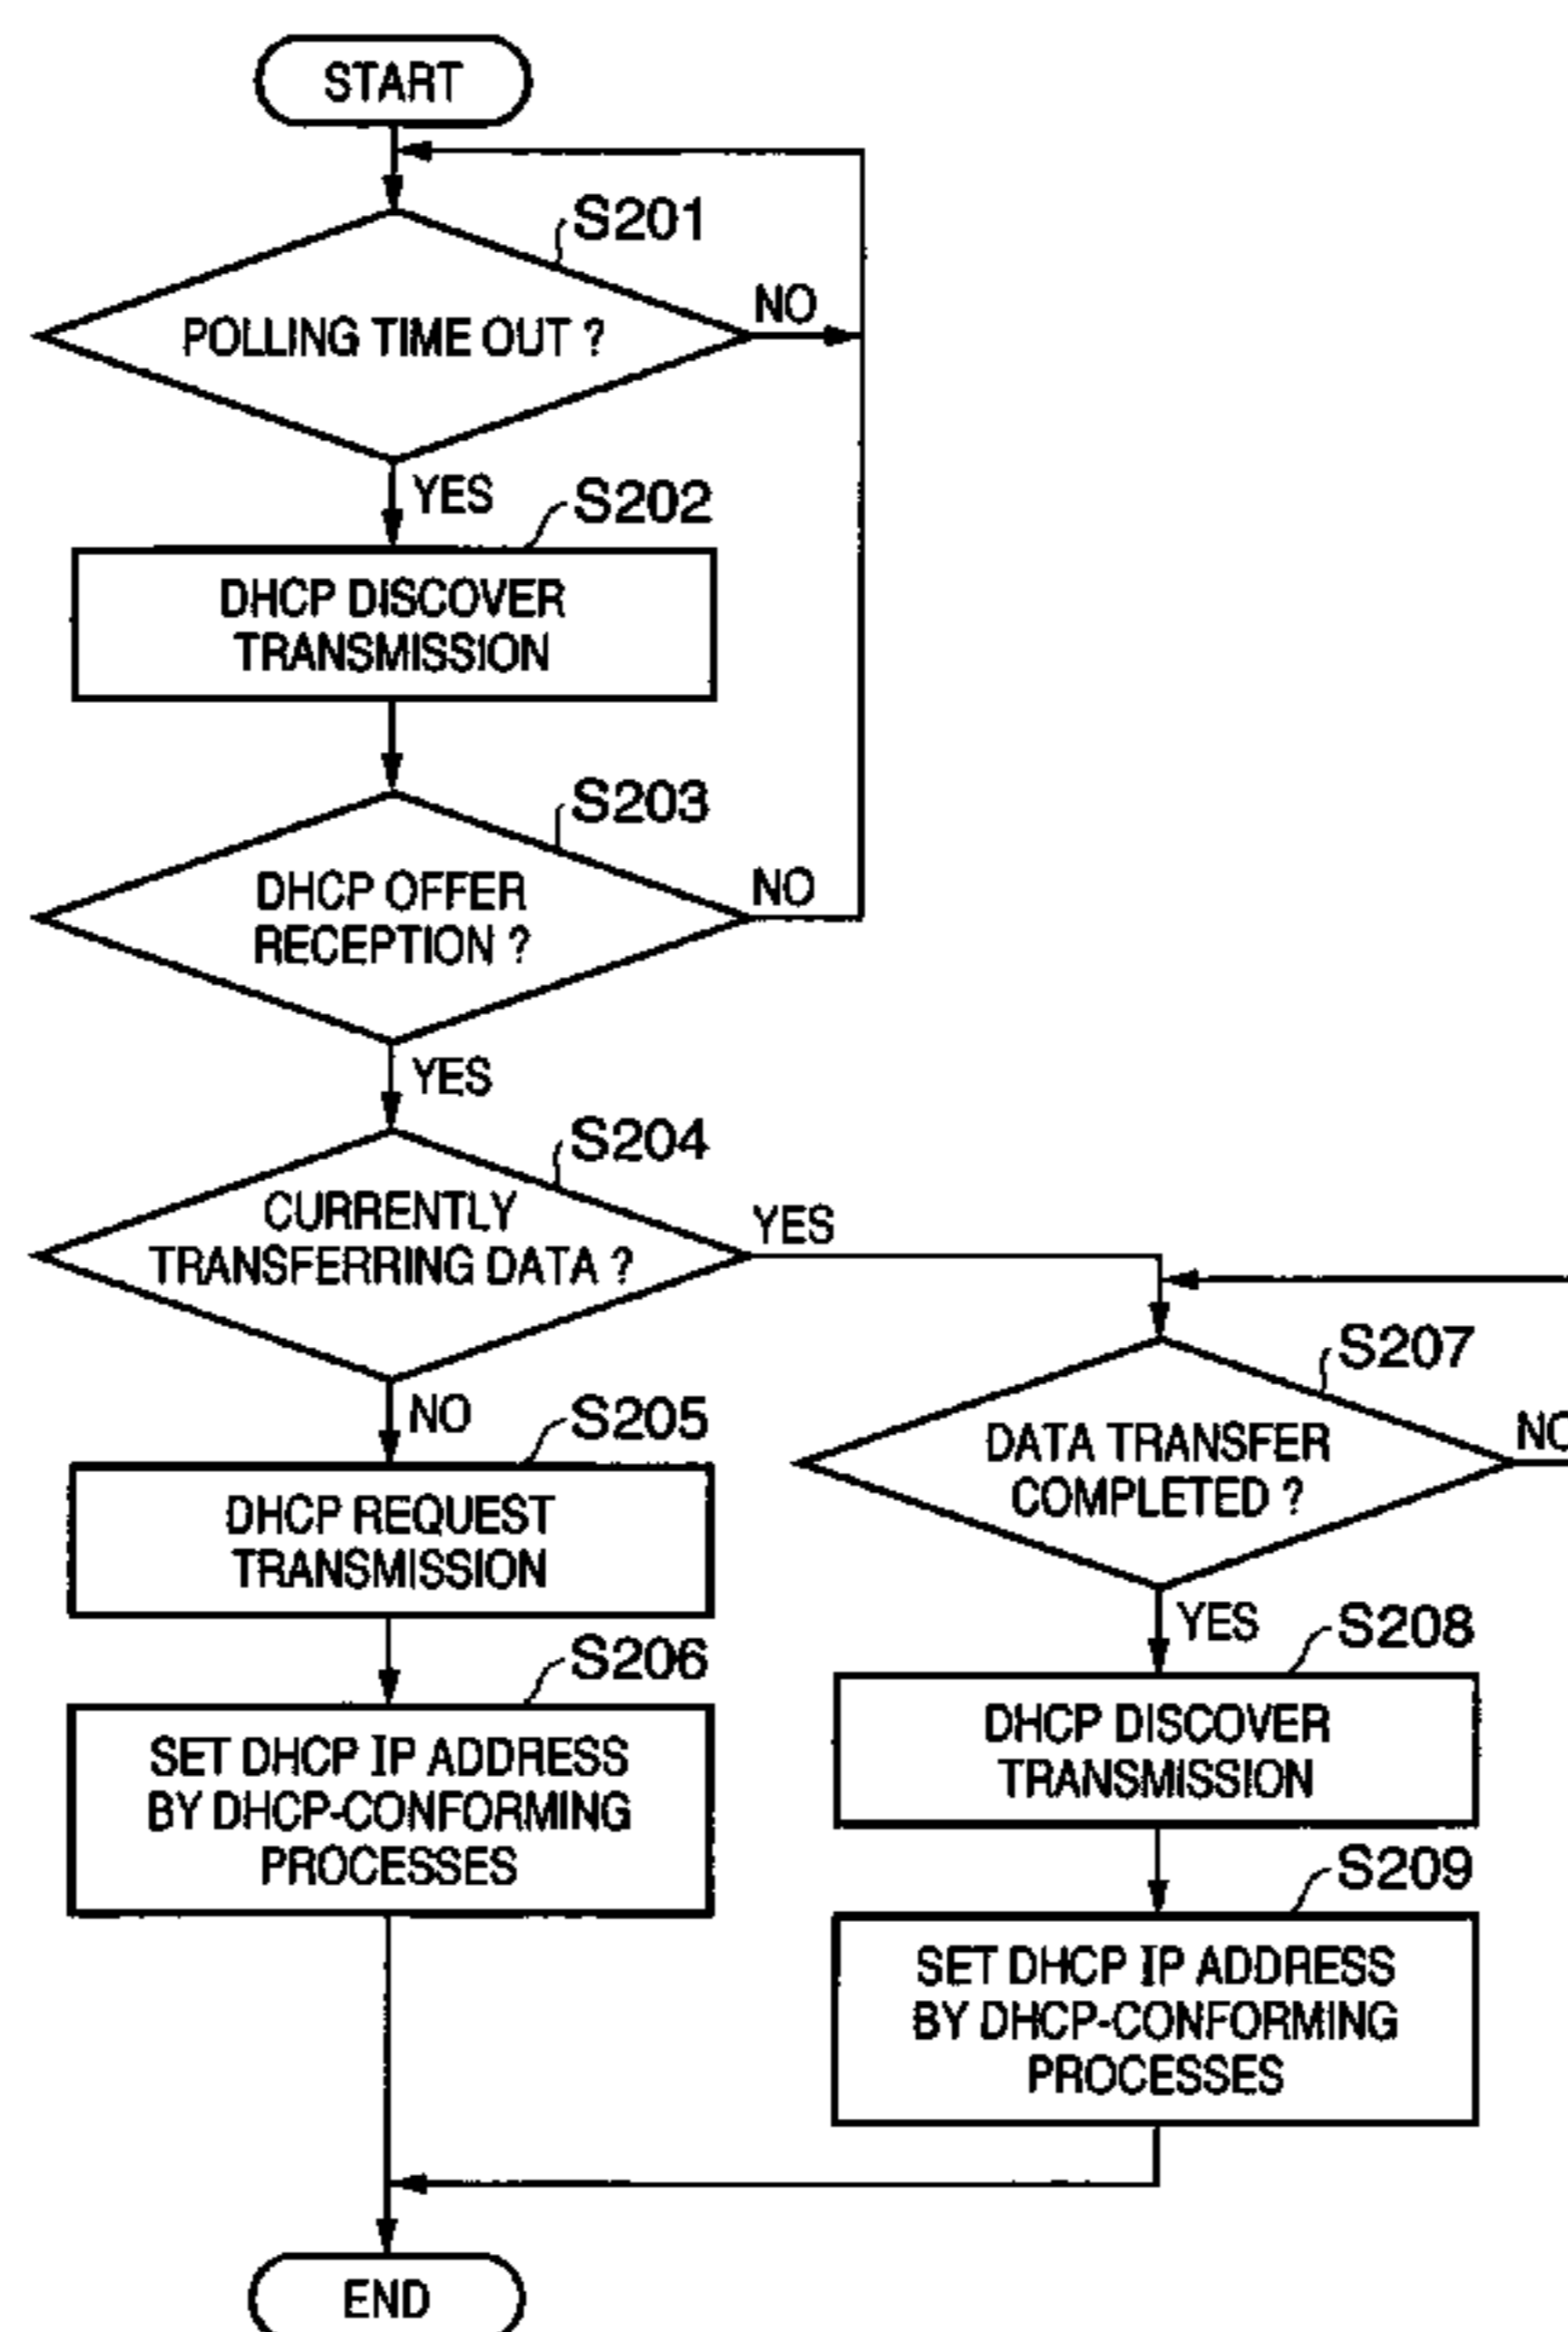 START
S201
POLLING TIME OUT ?
NO
YES
S202
DHCP DISCOVER
TRANSMISSION
S203
DHCP OFFER
RECEPTION ?
NO
YES
S204
CURRENTLY
TRANSFERRING DATA ?
YES
NO
S205
DHCP REQUEST
TRANSMISSION
S206
SET DHCP IP ADDRESS
BY DHCP-CONFORMING
PROCESSES
S207
DATA TRANSFER
COMPLETED ?
NO
YES
S208
DHCP DISCOVER
TRANSMISSION
S209
SET DHCP IP ADDRESS
BY DHCP-CONFORMING
PROCESSES
END